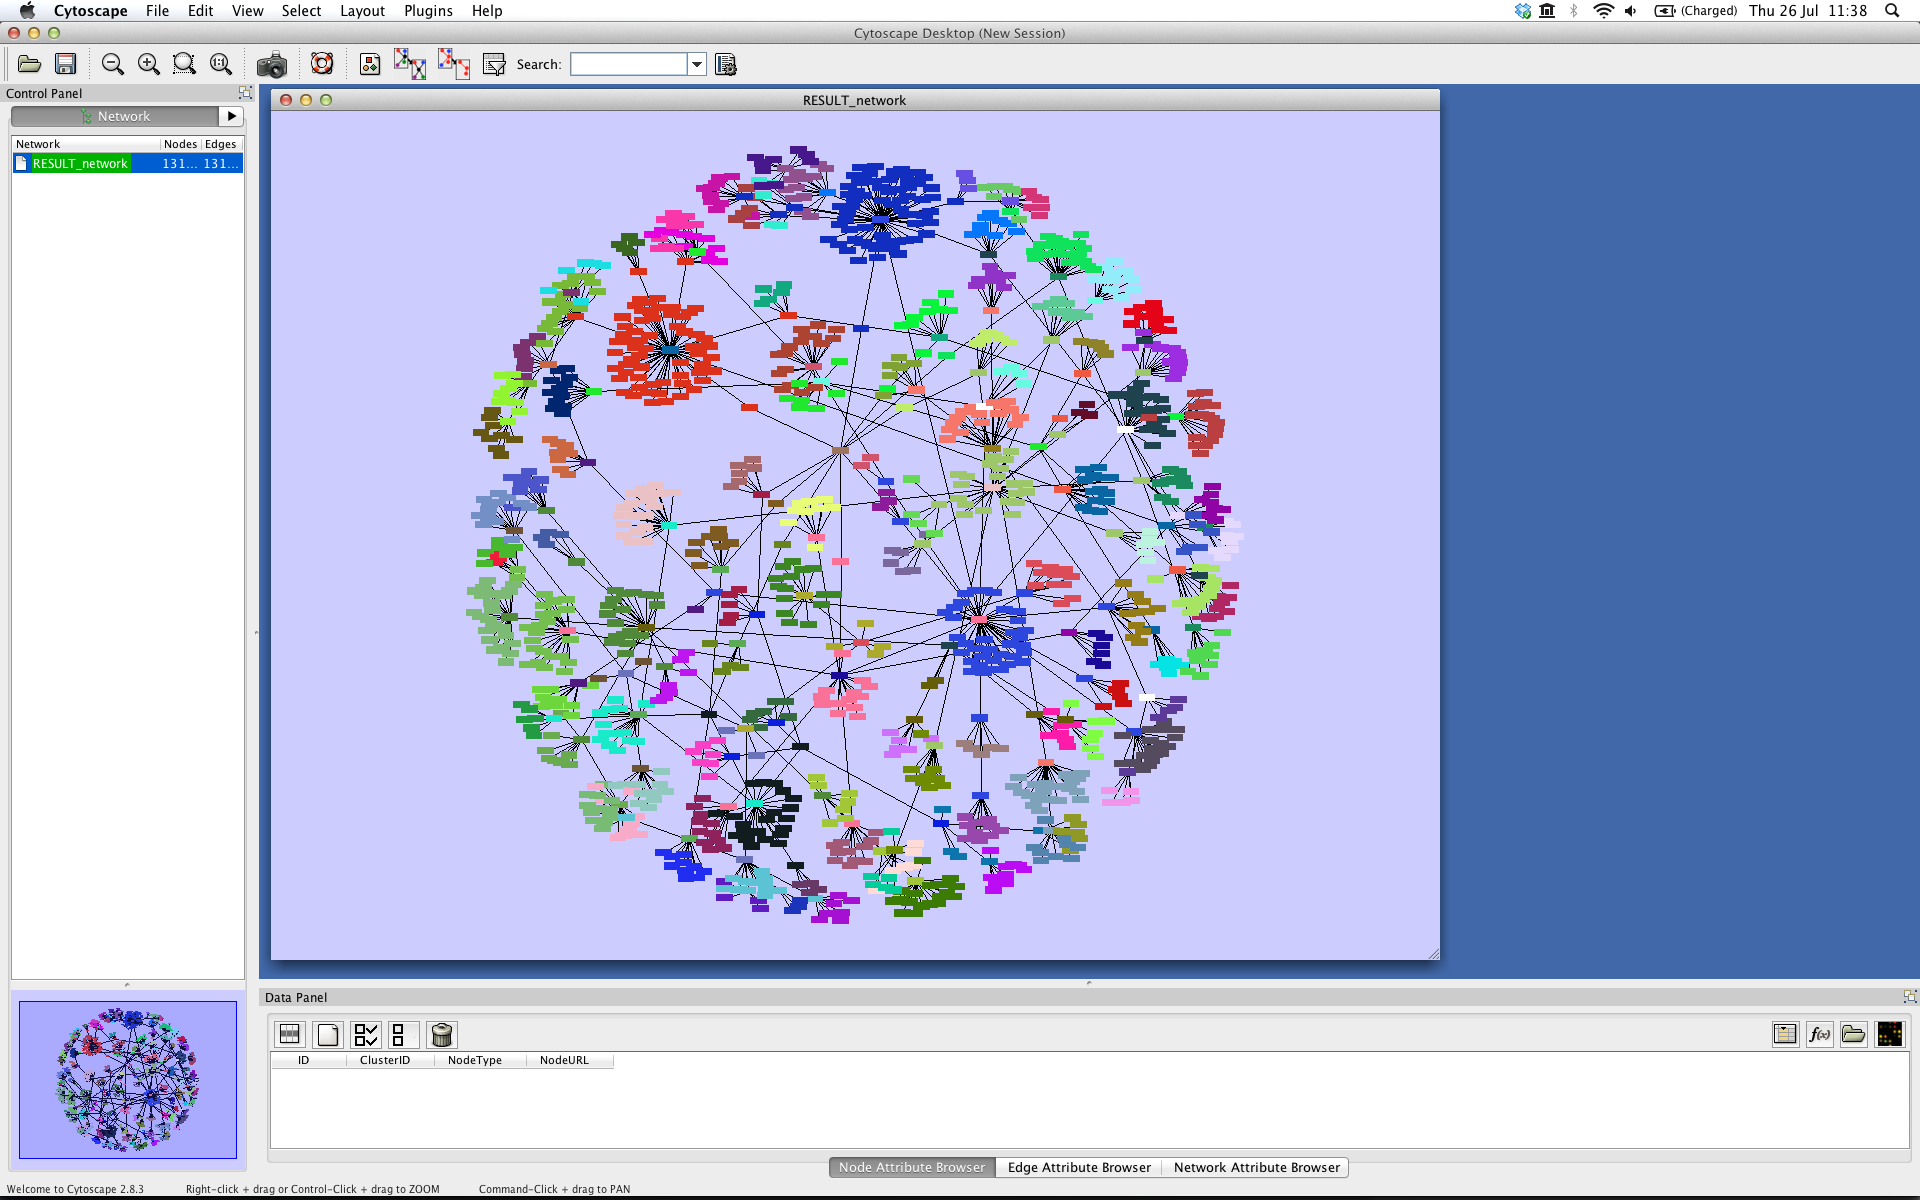 Cytoscape File Edit View Select Layout Plugins Help (Charged) Thu 26 Jul 11:38
Cytoscape Desktop (New Session)
Search:
Control Panel
Network
RESULT_network
Network Nodes Edges
RESULT_network 131... 131...
Data Panel
ID ClusterID NodeType NodeURL
f(x)
Node Attribute Browser Edge Attribute Browser Network Attribute Browser
Welcome to Cytoscape 2.8.3 Right-click + drag or Control-Click + drag to ZOOM Command-Click + drag to PAN